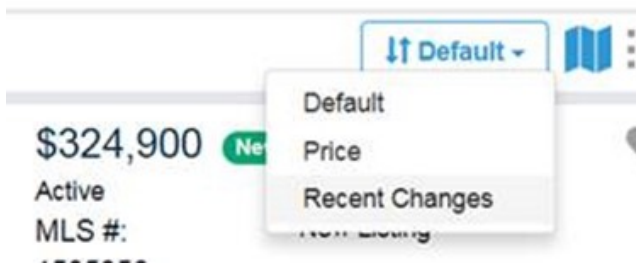 Default
Default
Price
Recent Changes
$324,900
Active
MLS #: